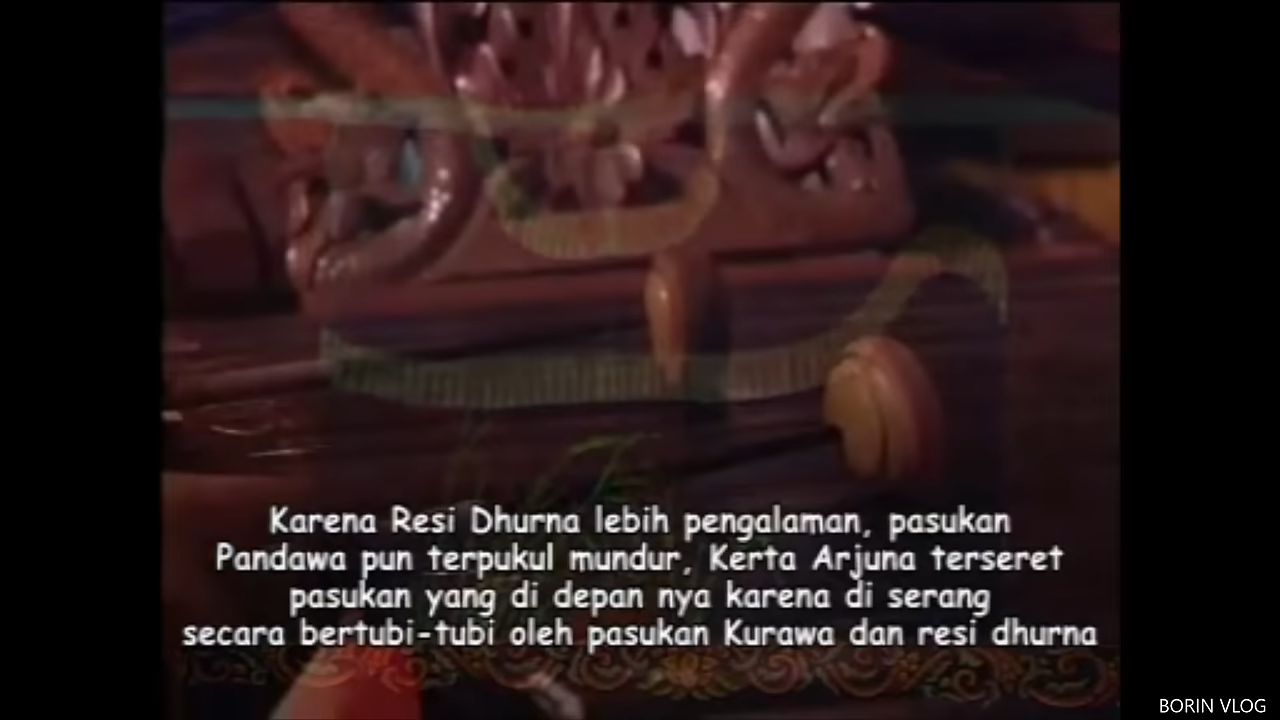 Karena Resi Dhurna lebih pengalaman, pasukan
Pandawa pun terpukul mundur, Kerta Arjuna terseret
pasukan yang di depan nya karena di serang
secara bertubi-tubi oleh pasukan Kurawa dan resi dhurna
BORIN VLOG